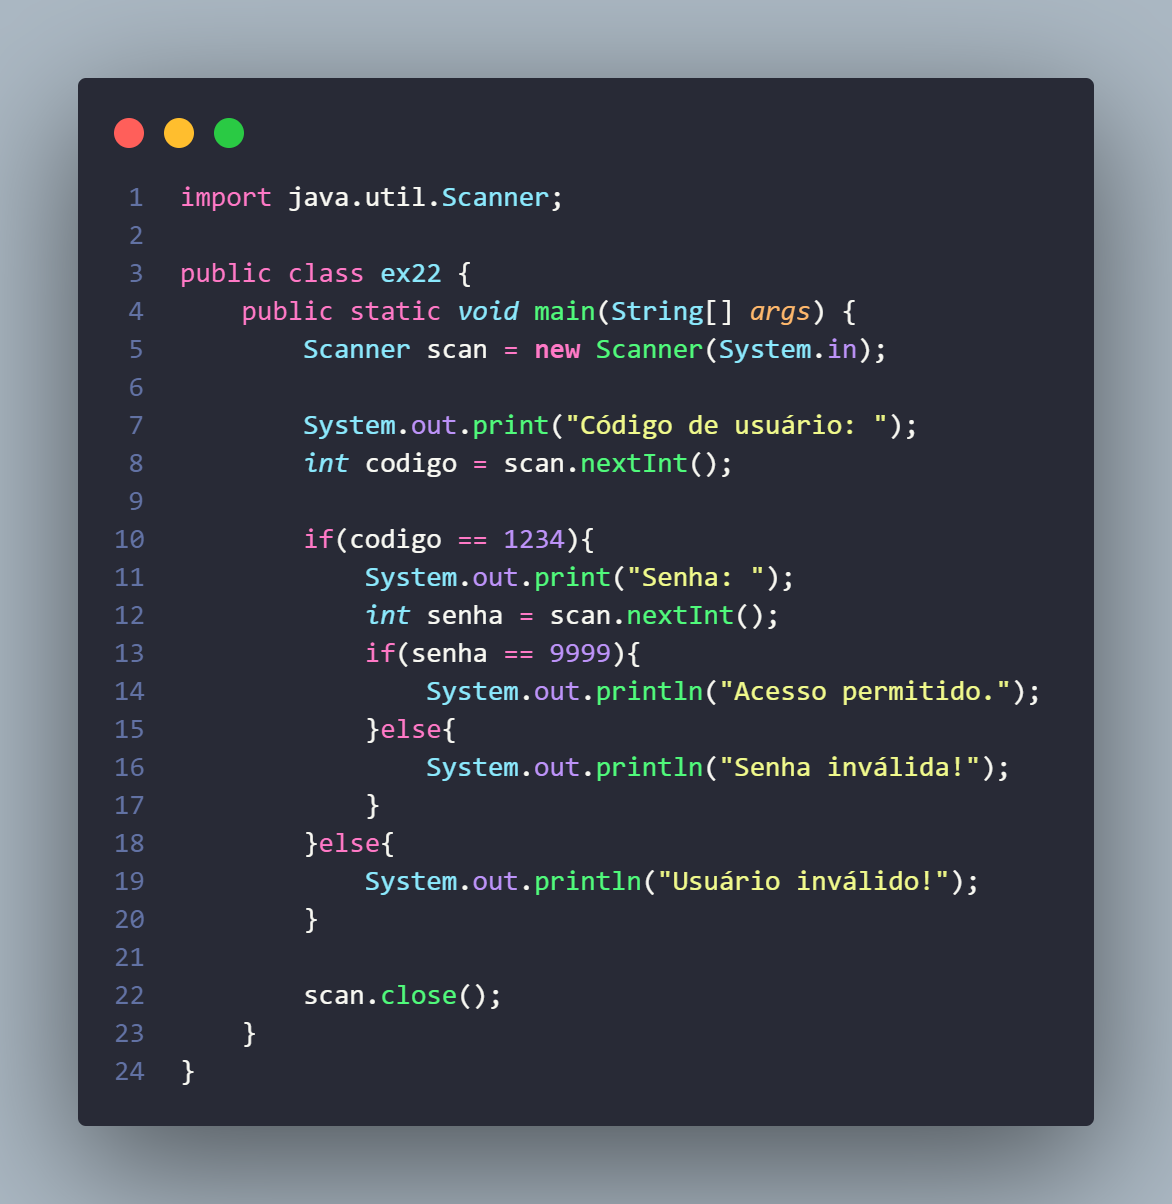 1 import java.util.Scanner;
2
3 public class ex22 {
4     public static void main(String[] args) {
5         Scanner scan = new Scanner(System.in);
6
7         System.out.print("Código de usuário: ");
8         int codigo = scan.nextInt();
9
10         if(codigo == 1234){
11             System.out.print("Senha: ");
12             int senha = scan.nextInt();
13             if(senha == 9999){
14                 System.out.println("Acesso permitido.");
15             }else{
16                 System.out.println("Senha inválida!");
17             }
18         }else{
19             System.out.println("Usuário inválido!");
20         }
21
22         scan.close();
23     }
24 }